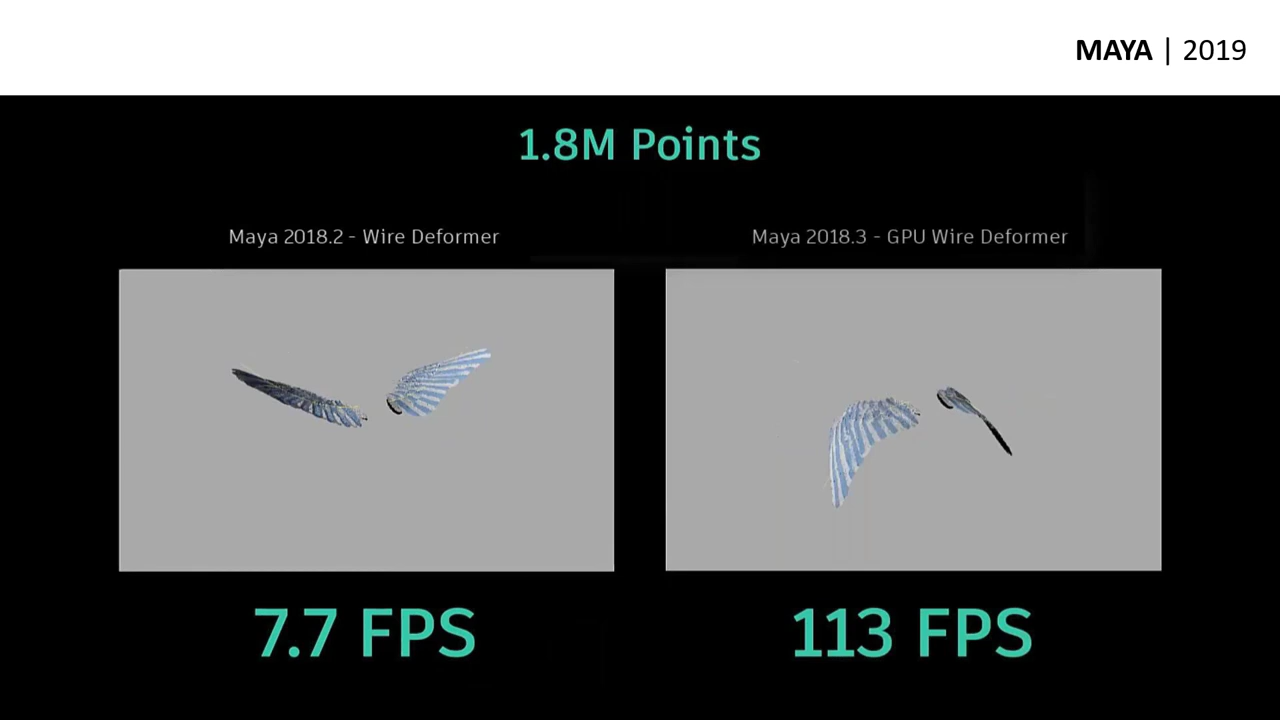 MAYA | 2019
1.8M Points
Maya 2018.2 - Wire Deformer
Maya 2018.3 - GPU Wire Deformer
7.7 FPS
113 FPS